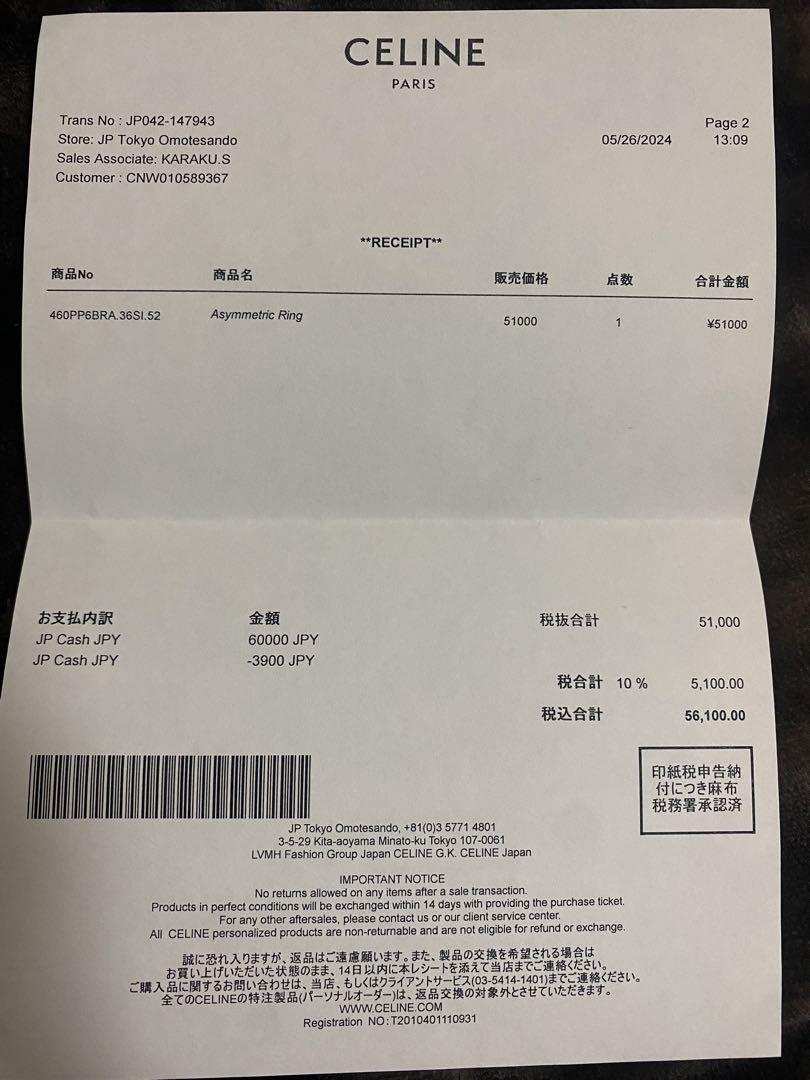 CELINE
PARIS
Trans No : JP042-147943
Store: JP Tokyo Omotesando
Sales Associate: KARAKU.S
Customer : CNW010589367
Page 2
05/26/2024 13:09
**RECEIPT**
商品No 商品名 販売価格 点数 合計金額
460PP6BRA.36SI.52 Asymmetric Ring 51000 1 ¥51000
お支払内訳 金額
JP Cash JPY 60000 JPY
JP Cash JPY -3900 JPY
税抜合計 51,000
税合計 10 % 5,100.00
税込合計 56,100.00
印紙税申告納
付につき麻布
税務署承認済
JP Tokyo Omotesando, +81(0)3 5771 4801
3-5-29 Kita-aoyama Minato-ku Tokyo 107-0061
LVMH Fashion Group Japan CELINE G.K. CELINE Japan
IMPORTANT NOTICE
No returns allowed on any items after a sale transaction.
Products in perfect conditions will be exchanged within 14 days with providing the purchase ticket.
For any other aftersales, please contact us or our client service center.
All CELINE personalized products are non-returnable and are not eligible for refund or exchange.
誠に恐れ入りますが、返品はご遠慮願います。また、製品の交換を希望される場合は
お買い上げいただいた状態のまま、14日以内に本レシートを添えて当店までご連絡ください。
ご購入品に関するお問い合わせは、当店、もしくはクライアントサービス(03-5414-1401)までご連絡ください。
全てのCELINEの特注製品(パーソナルオーダー)は、返品交換の対象外とさせていただきます。
WWW.CELINE.COM
Registration NO:T2010401110931